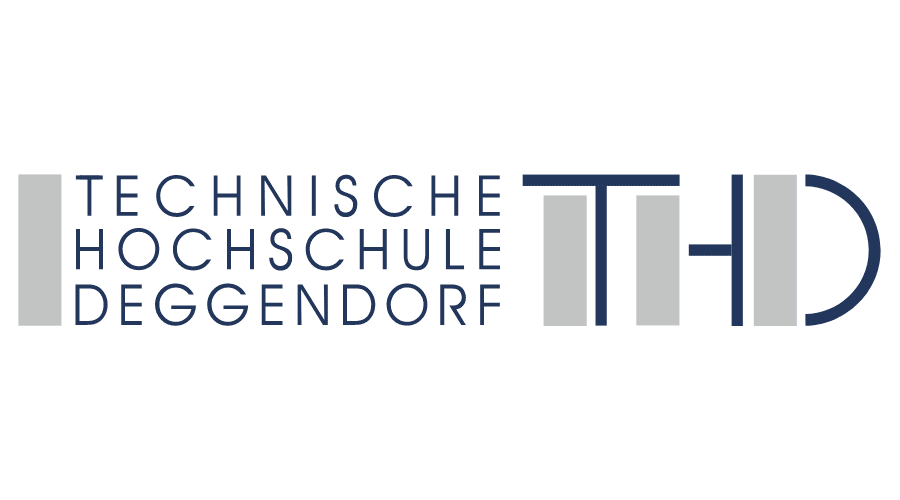 TECHNISCHE
HOCHSCHULE
DEGGENDORF
THD